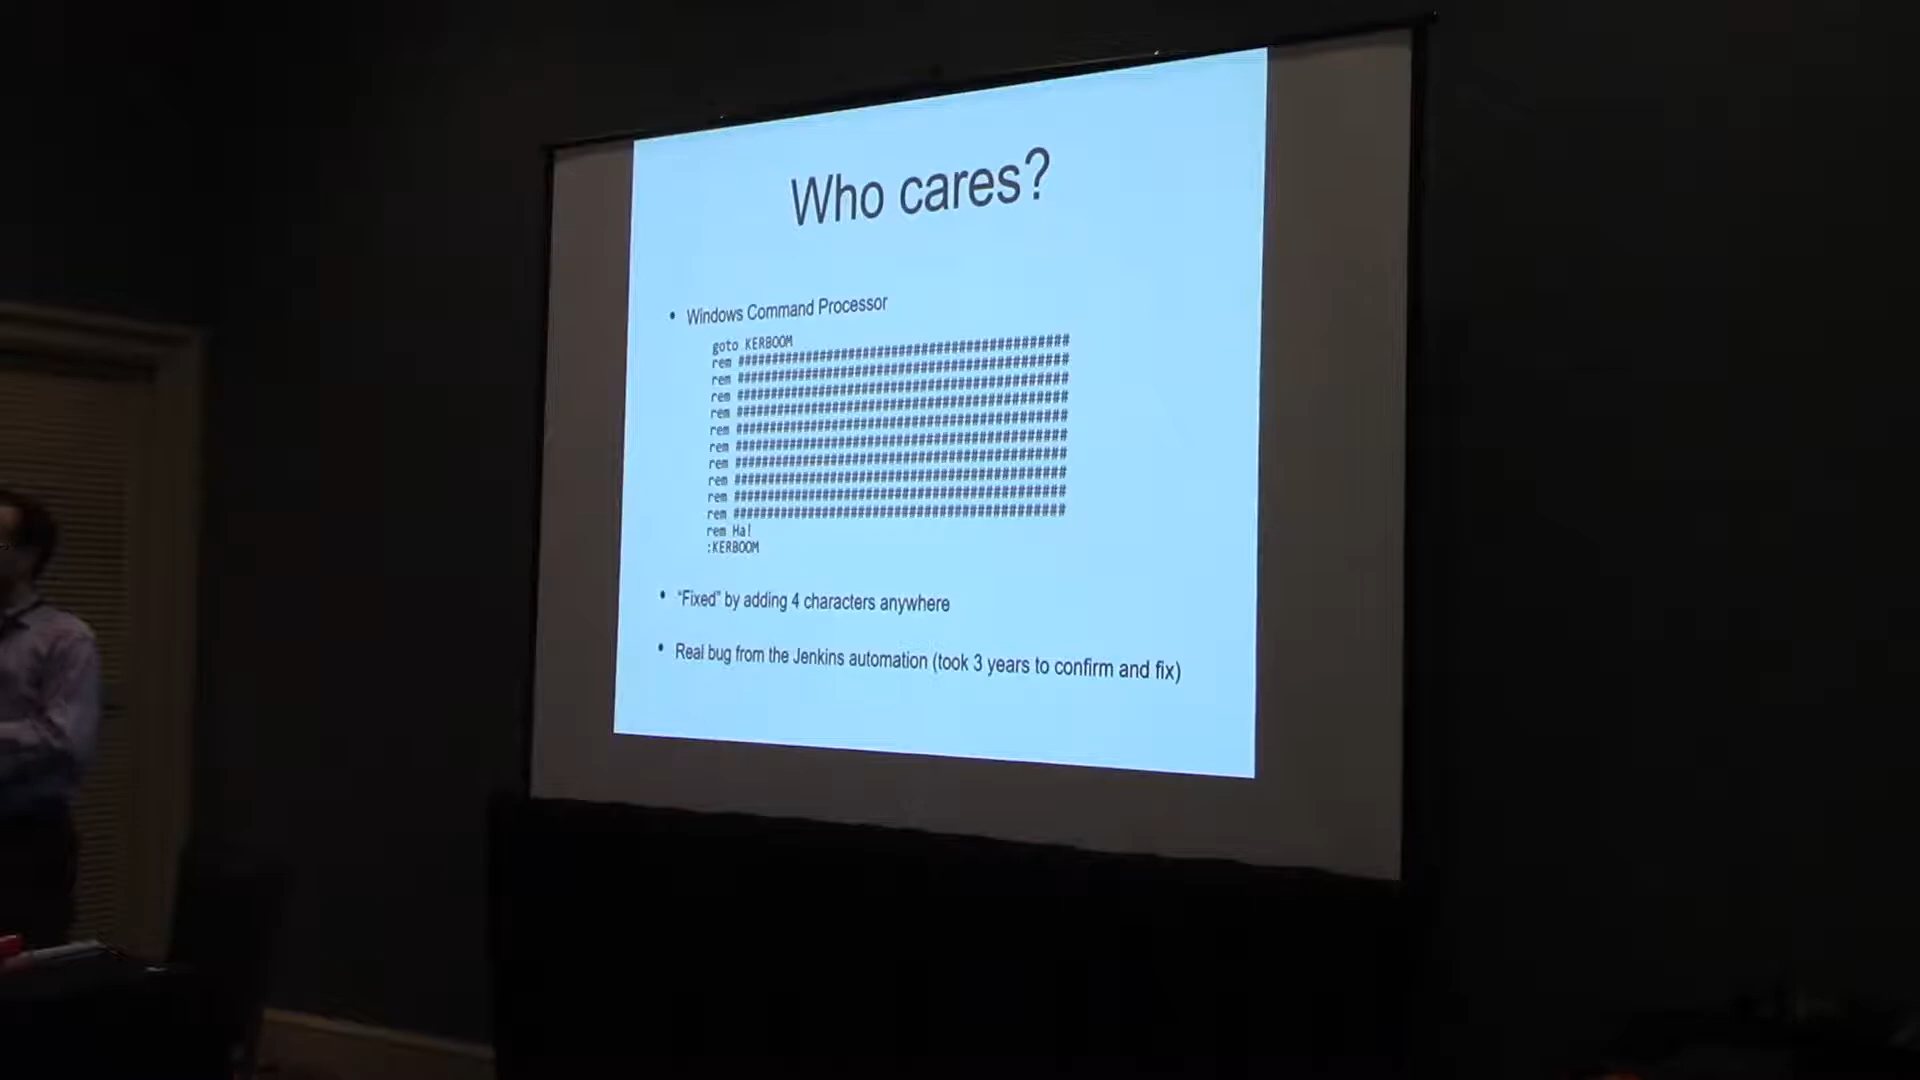 Who cares?
• Windows Command Processor
goto KERBOOM
rem ################################################
rem ################################################
rem ################################################
rem ################################################
rem ################################################
rem ################################################
rem ################################################
rem ################################################
rem ################################################
rem ################################################
rem Ha!
:KERBOOM
• “Fixed” by adding 4 characters anywhere
• Real bug from the Jenkins automation (took 3 years to confirm and fix)